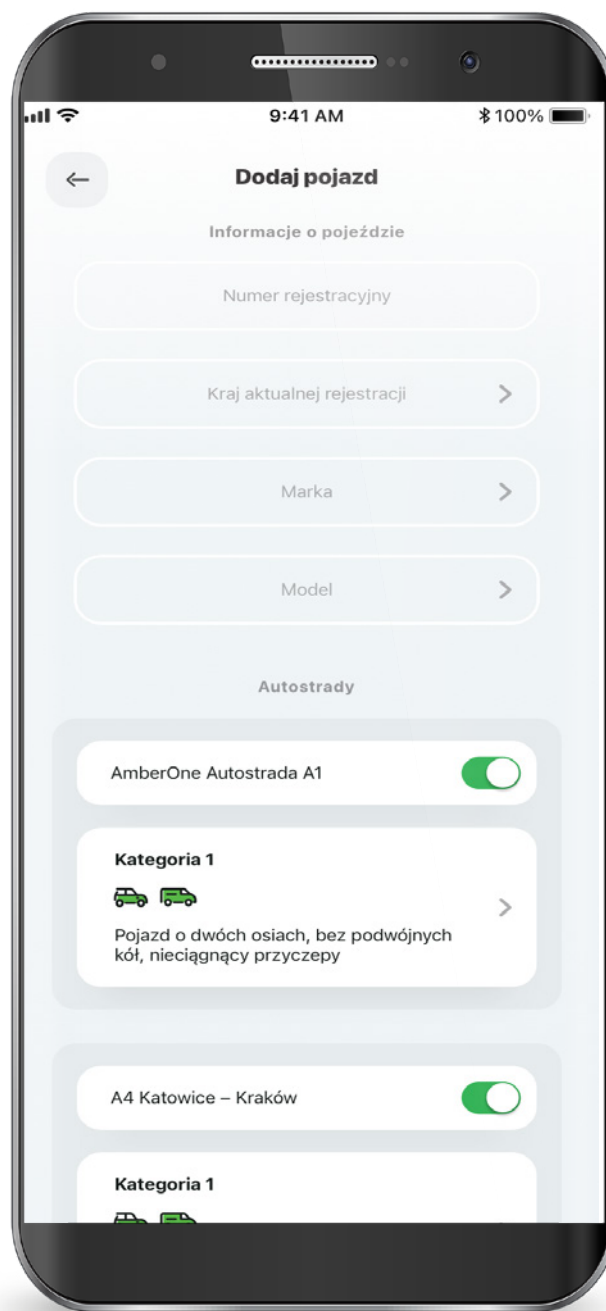 9:41 AM
100%
Dodaj pojazd
Informacje o pojeździe
Numer rejestracyjny
Kraj aktualnej rejestracji
Marka
Model
Autostrady
AmberOne Autostrada A1
Kategoria 1
Pojazd o dwóch osiach, bez podwójnych
kół, nieciągnący przyczepy
A4 Katowice – Kraków
Kategoria 1